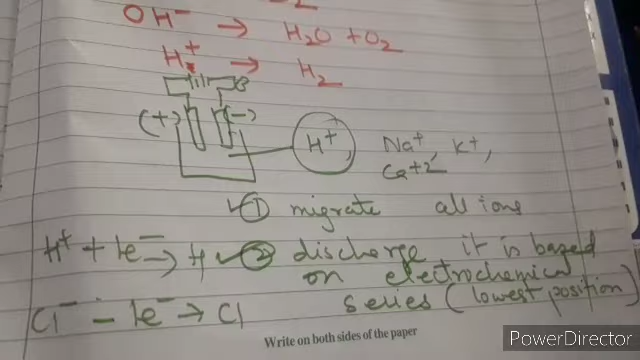 OH⁻ → H₂O + O₂
H⁺ → H₂
(+) (-)
H⁺, Na⁺, K⁺,
Ca+2
① migrate all ions
H⁺ + 1e⁻ → H ② discharge it is based
on electrochemical
Cl⁻ - 1e⁻ → Cl series (lowest position)
Write on both sides of the paper
PowerDirector